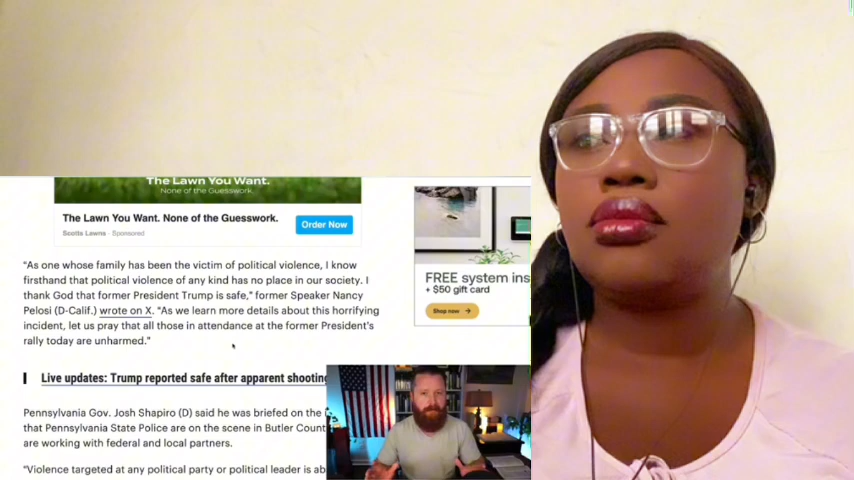 The Lawn You Want.
None of the Guesswork.
The Lawn You Want. None of the Guesswork.
Scotts Lawns · Sponsored
Order Now
"As one whose family has been the victim of political violence, I know
firsthand that political violence of any kind has no place in our society. I
thank God that former President Trump is safe," former Speaker Nancy
Pelosi (D-Calif.) wrote on X. "As we learn more details about this horrifying
incident, let us pray that all those in attendance at the former President's
rally today are unharmed."
FREE system ins
+ $50 gift card
Shop now
Live updates: Trump reported safe after apparent shooting
Pennsylvania Gov. Josh Shapiro (D) said he was briefed on the
that Pennsylvania State Police are on the scene in Butler Count
are working with federal and local partners.
"Violence targeted at any political party or political leader is ab